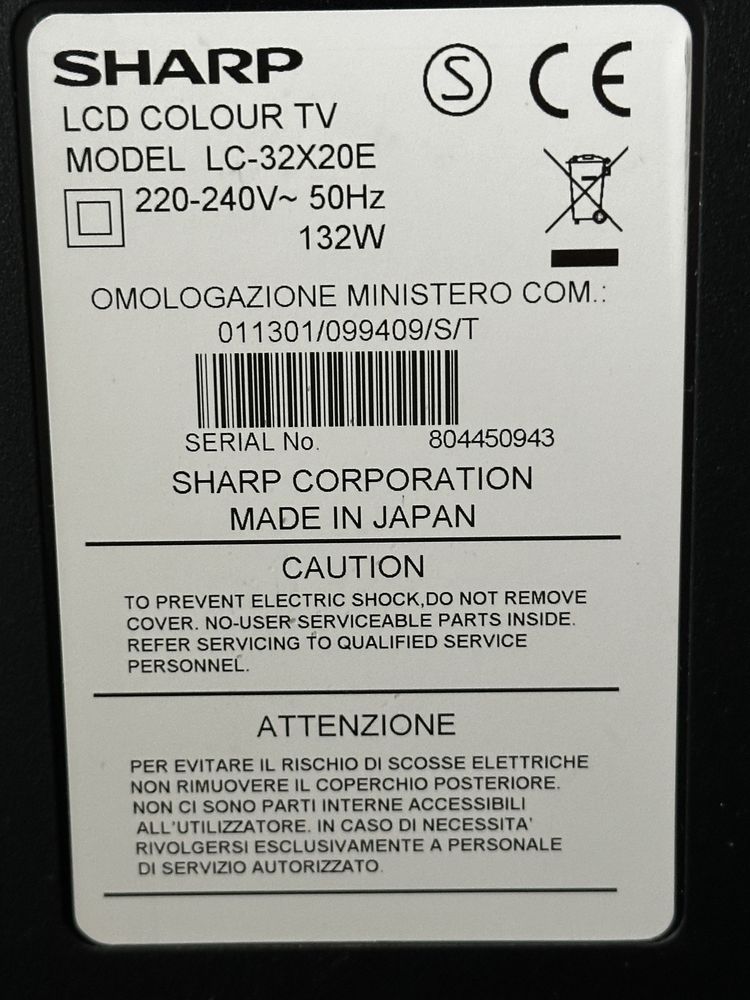 SHARP
LCD COLOUR TV
MODEL LC-32X20E
220-240V~ 50Hz
132W
S
CE
OMOLOGAZIONE MINISTERO COM.:
011301/099409/S/T
SERIAL No. 804450943
SHARP CORPORATION
MADE IN JAPAN
CAUTION
TO PREVENT ELECTRIC SHOCK,DO NOT REMOVE
COVER. NO-USER SERVICEABLE PARTS INSIDE.
REFER SERVICING TO QUALIFIED SERVICE
PERSONNEL.
ATTENZIONE
PER EVITARE IL RISCHIO DI SCOSSE ELETTRICHE
NON RIMUOVERE IL COPERCHIO POSTERIORE.
NON CI SONO PARTI INTERNE ACCESSIBILI
ALL'UTILIZZATORE. IN CASO DI NECESSITA'
RIVOLGERSI ESCLUSIVAMENTE A PERSONALE
DI SERVIZIO AUTORIZZATO.